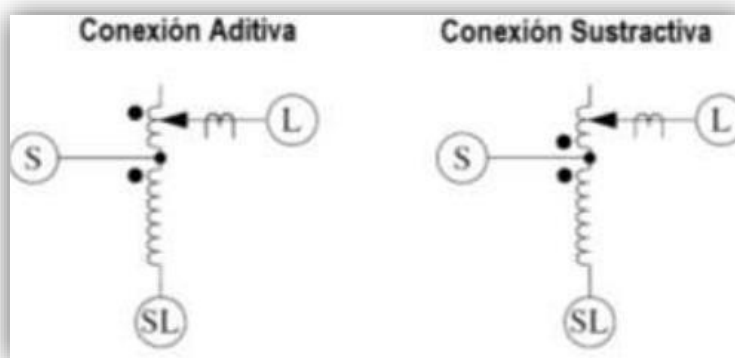 Conexión Aditiva
Conexión Sustractiva
L
L
S
S
SL
SL